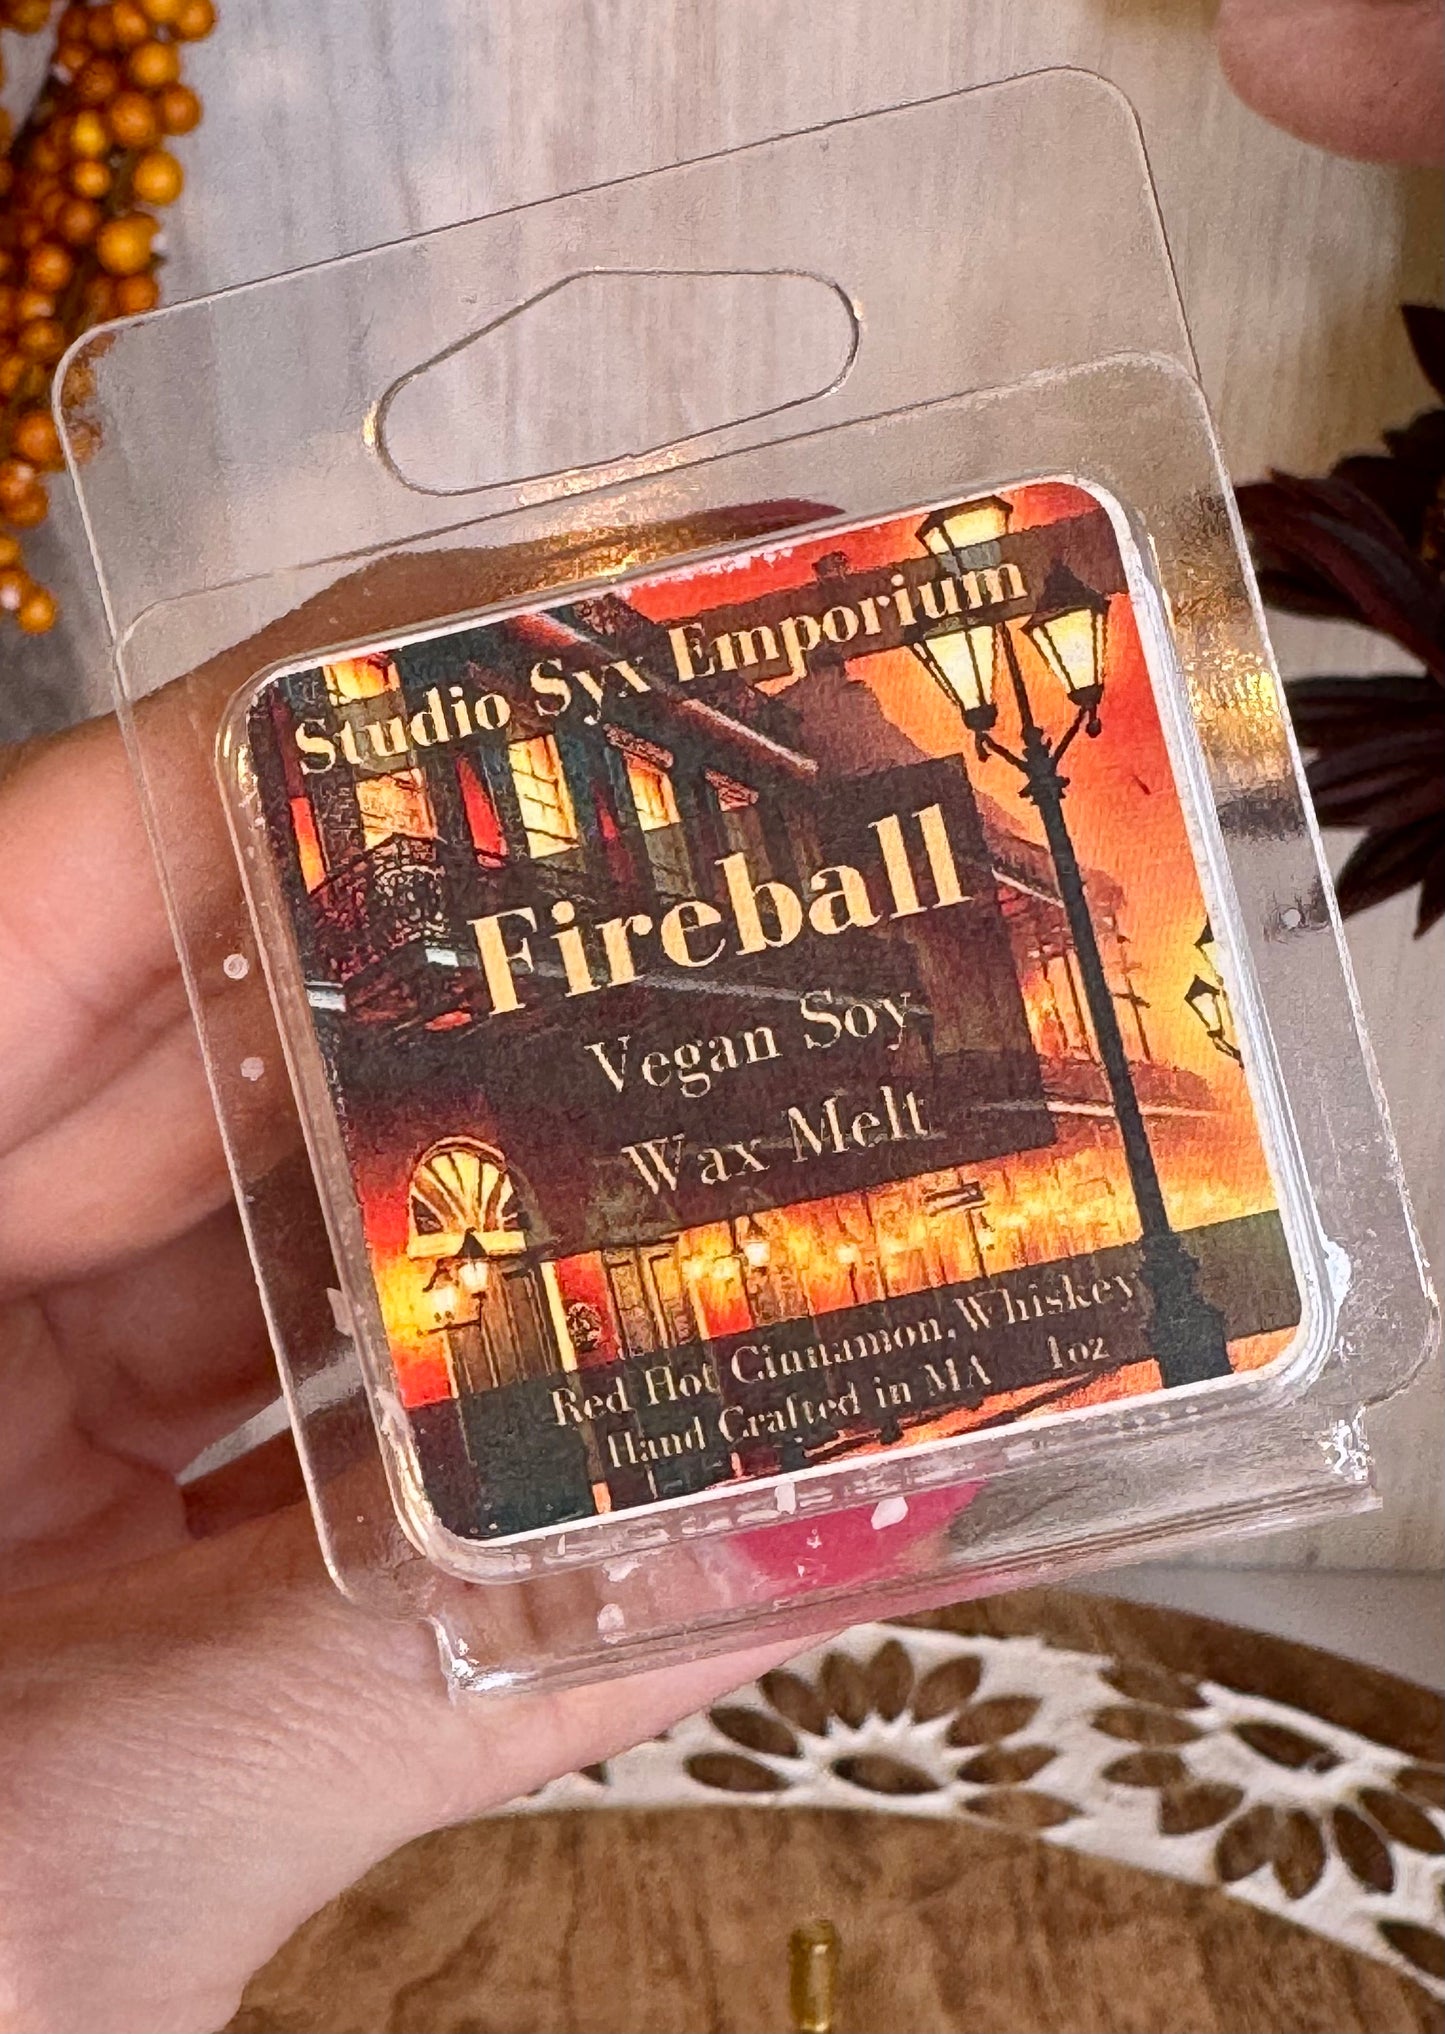 Studio Syx Emporium
Fireball
Vegan Soy
Wax Melt
Red Hot Cinnamon, Whiskey
Hand Crafted in MA 1oz